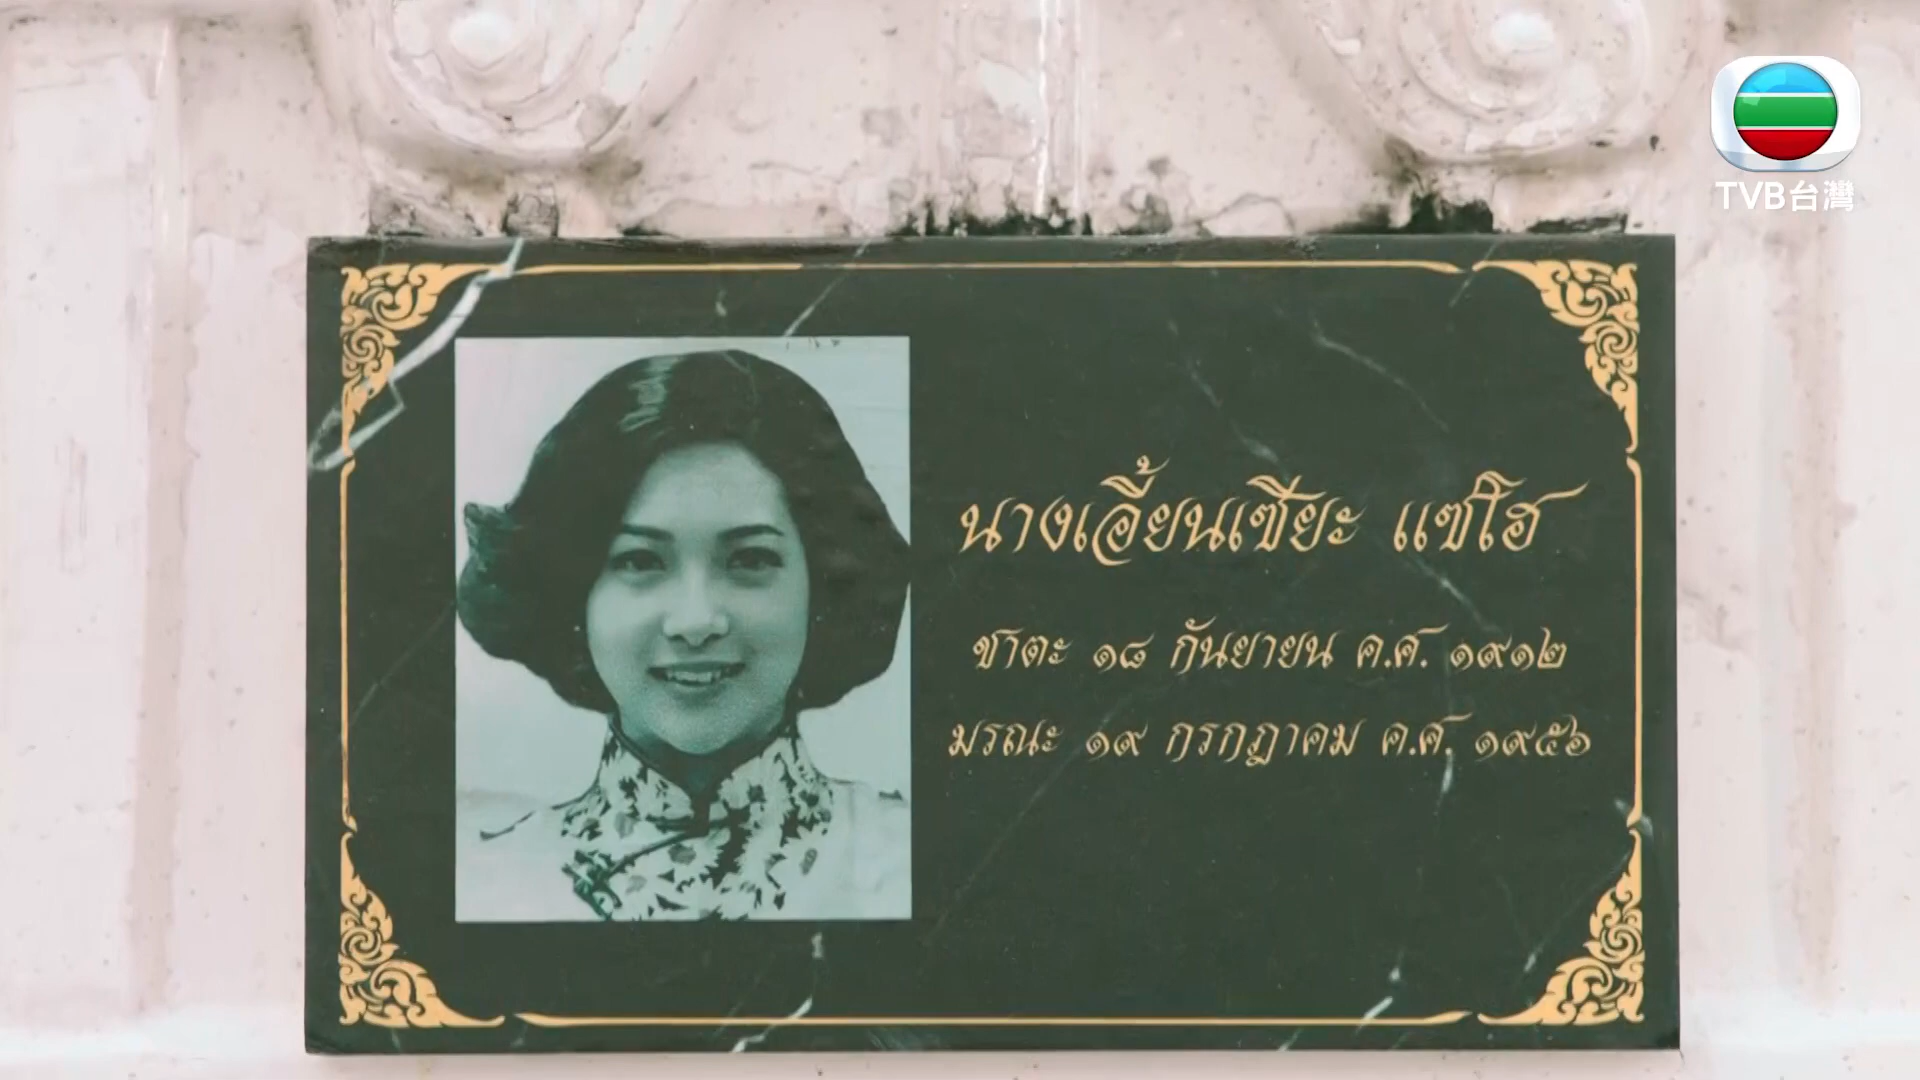 TVB台灣
นางเอี้ยนเซียะ แซโฮ
ชาตะ ๑๘ กันยายน ค.ศ. ๑๙๑๒
มรณะ ๑๙ กรกฎาคม ค.ศ. ๑๙๕๖